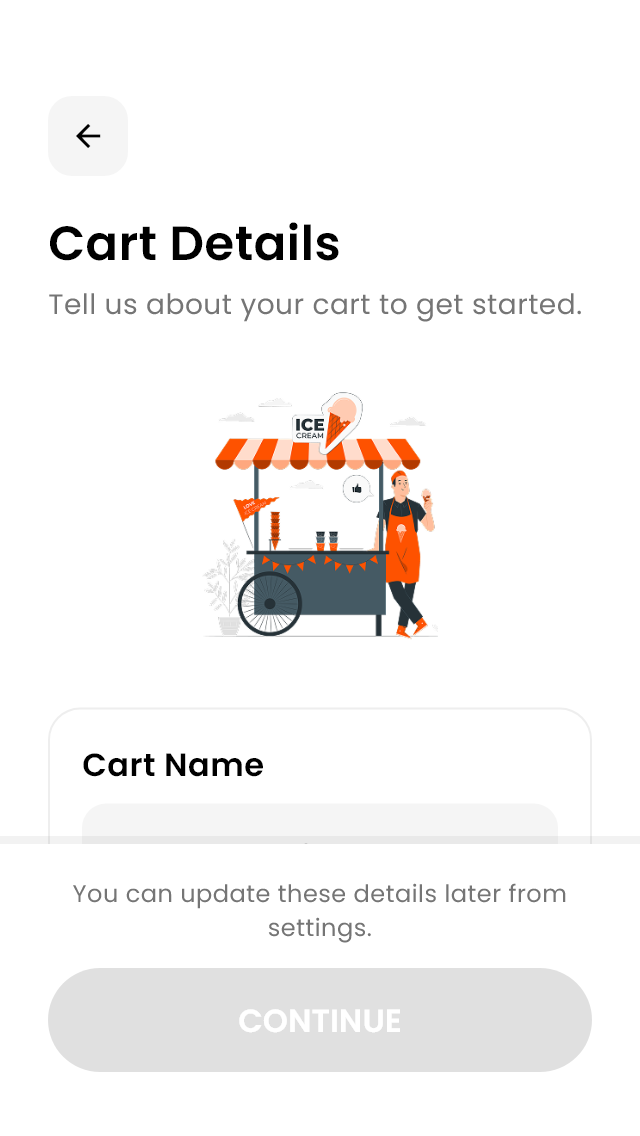 Cart Details
Tell us about your cart to get started.
ICE
CREAM
LOVE
Cart Name
You can update these details later from
settings.
CONTINUE